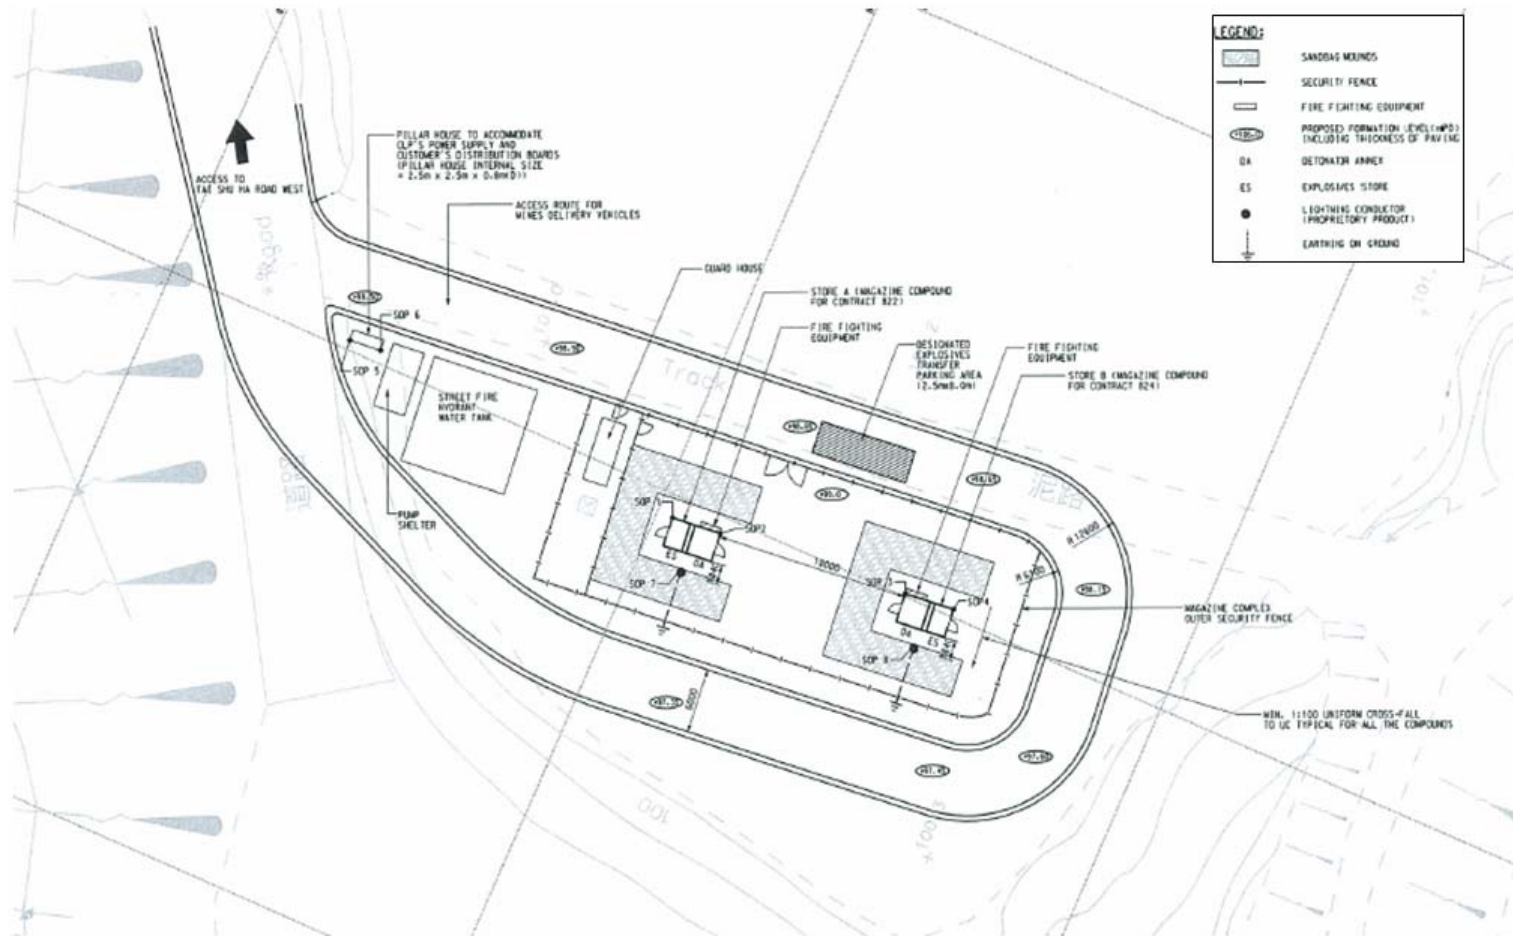 LEGEND:
SANDBAG MOUNDS
SECURITY FENCE
FIRE FIGHTING EQUIPMENT
PROPOSED FORMATION LEVEL(mPD)
INCLUDING THICKNESS OF PAVING
DA
DETONATOR ANNEX
ES
EXPLOSIVES STORE
LIGHTNING CONDUCTOR
(PROPRIETORY PRODUCT)
EARTHING ON GROUND
ACCESS TO
TAI SHU HA ROAD WEST
PILLAR HOUSE TO ACCOMMODATE
CLP'S POWER SUPPLY AND
CUSTOMER'S DISTRIBUTION BOARDS
(PILLAR HOUSE INTERNAL SIZE
= 2.5m x 2.5m x 0.8m(D))
ACCESS ROUTE FOR
MINES DELIVERY VEHICLES
GUARD HOUSE
STORE A (MAGAZINE COMPOUND
FOR CONTRACT 822)
FIRE FIGHTING
EQUIPMENT
DESIGNATED
EXPLOSIVES
TRANSFER
PARKING AREA
FIRE FIGHTING
EQUIPMENT
STORE B (MAGAZINE COMPOUND
FOR CONTRACT 824)
SOP 6
SOP 5
Track
STREET FIRE
HYDRANT
WATER TANK
PUMP
SHELTER
SOP
SOP2
ES
DA
SOP 7
18000
SOP 3
SOP4
DA
ES
SOP 8
R 12600
R 6300
6000
MAGAZINE COMPLEX
OUTER SECURITY FENCE
MIN. 1:100 UNIFORM CROSS-FALL
TO UC TYPICAL FOR ALL THE COMPOUNDS
100